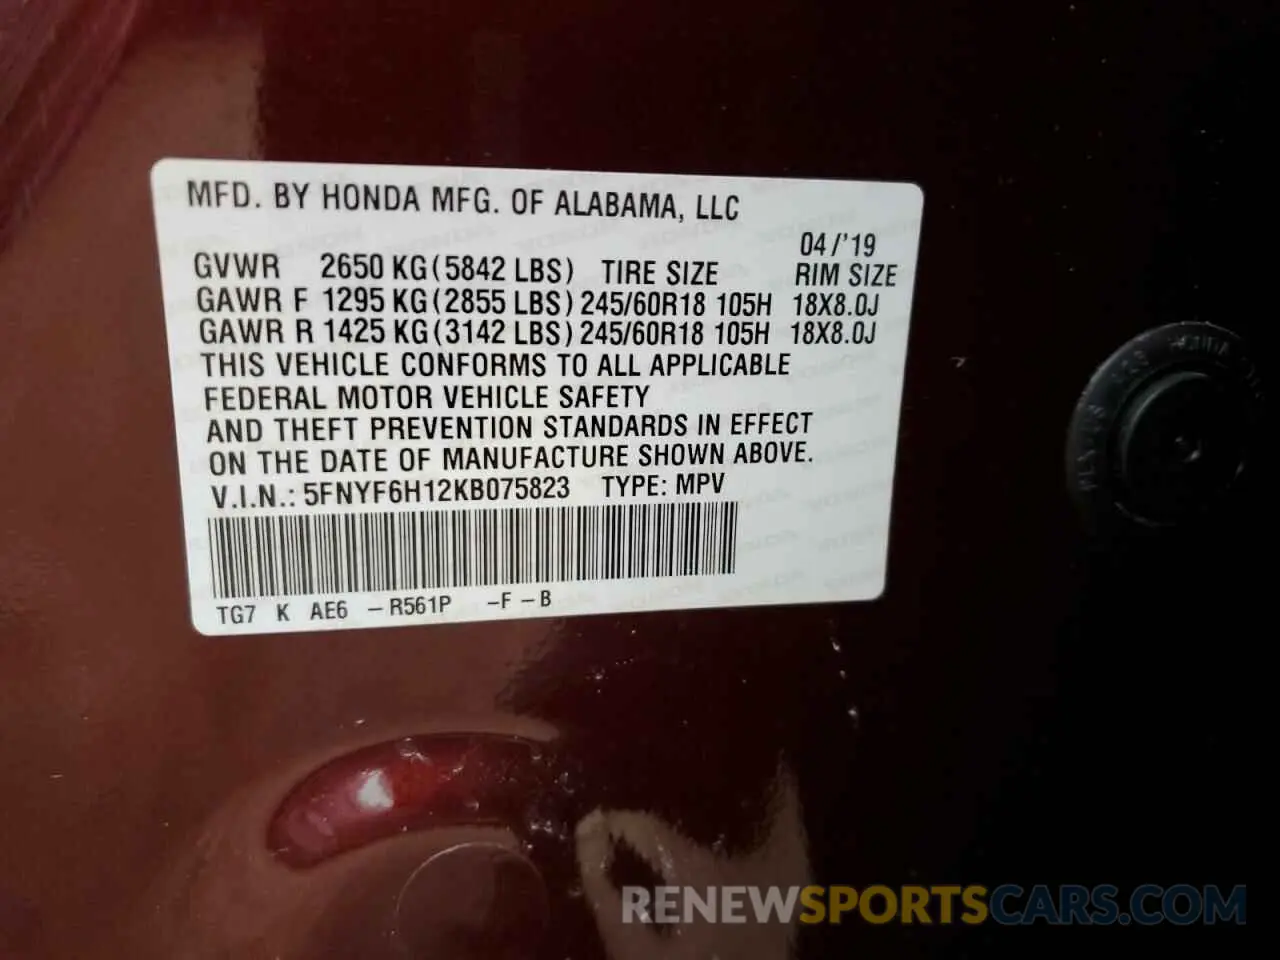 MFD. BY HONDA MFG. OF ALABAMA, LLC
04/'19
GVWR 2650 KG (5842 LBS) TIRE SIZE RIM SIZE
GAWR F 1295 KG (2855 LBS) 245/60R18 105H 18X8.0J
GAWR R 1425 KG (3142 LBS) 245/60R18 105H 18X8.0J
THIS VEHICLE CONFORMS TO ALL APPLICABLE
FEDERAL MOTOR VEHICLE SAFETY
AND THEFT PREVENTION STANDARDS IN EFFECT
ON THE DATE OF MANUFACTURE SHOWN ABOVE.
V.I.N.: 5FNYF6H12KB075823 TYPE: MPV
TG7 K AE6 -R561P -F-B
HONDA
RENEWSPORTSCARS.COM